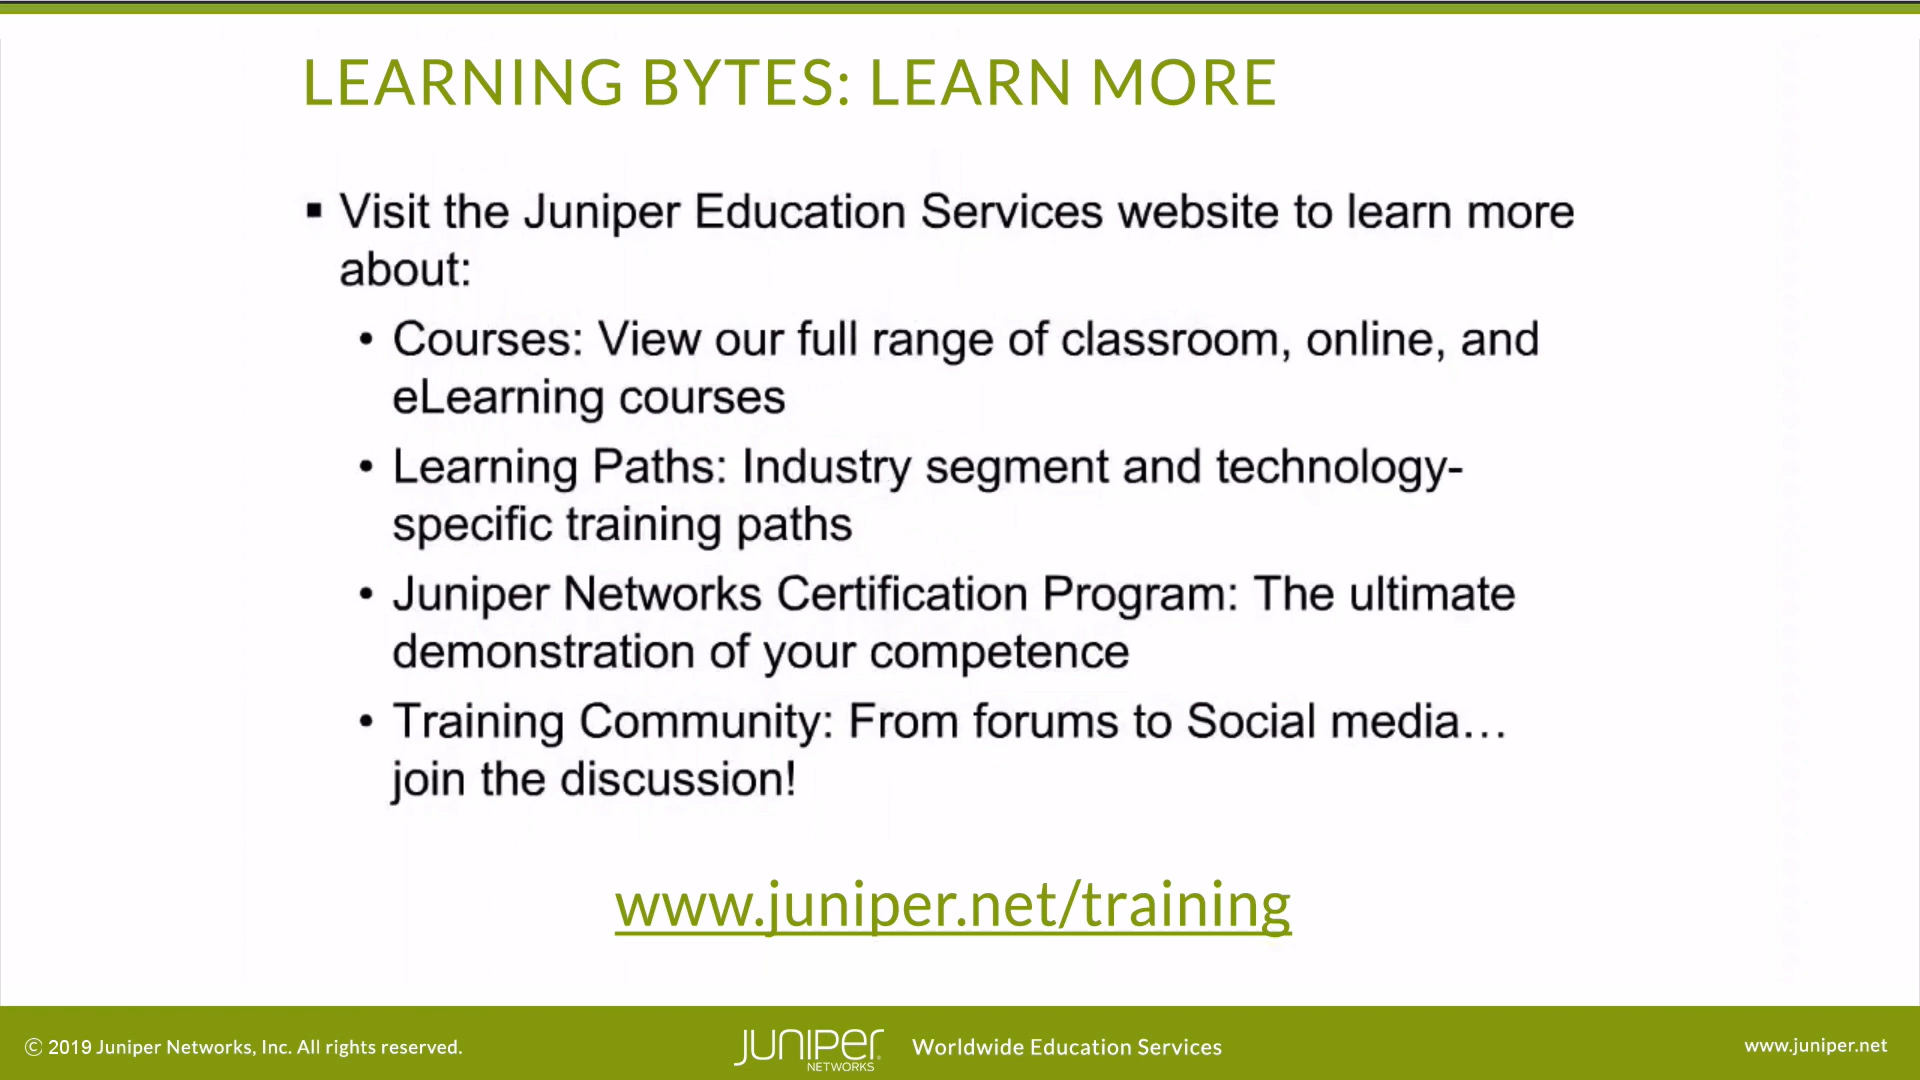 LEARNING BYTES: LEARN MORE
▪ Visit the Juniper Education Services website to learn more
about:
• Courses: View our full range of classroom, online, and
eLearning courses
• Learning Paths: Industry segment and technology-
specific training paths
• Juniper Networks Certification Program: The ultimate
demonstration of your competence
• Training Community: From forums to Social media…
join the discussion!
www.juniper.net/training
© 2019 Juniper Networks, Inc. All rights reserved.
JUNIPER
NETWORKS
Worldwide Education Services
www.juniper.net